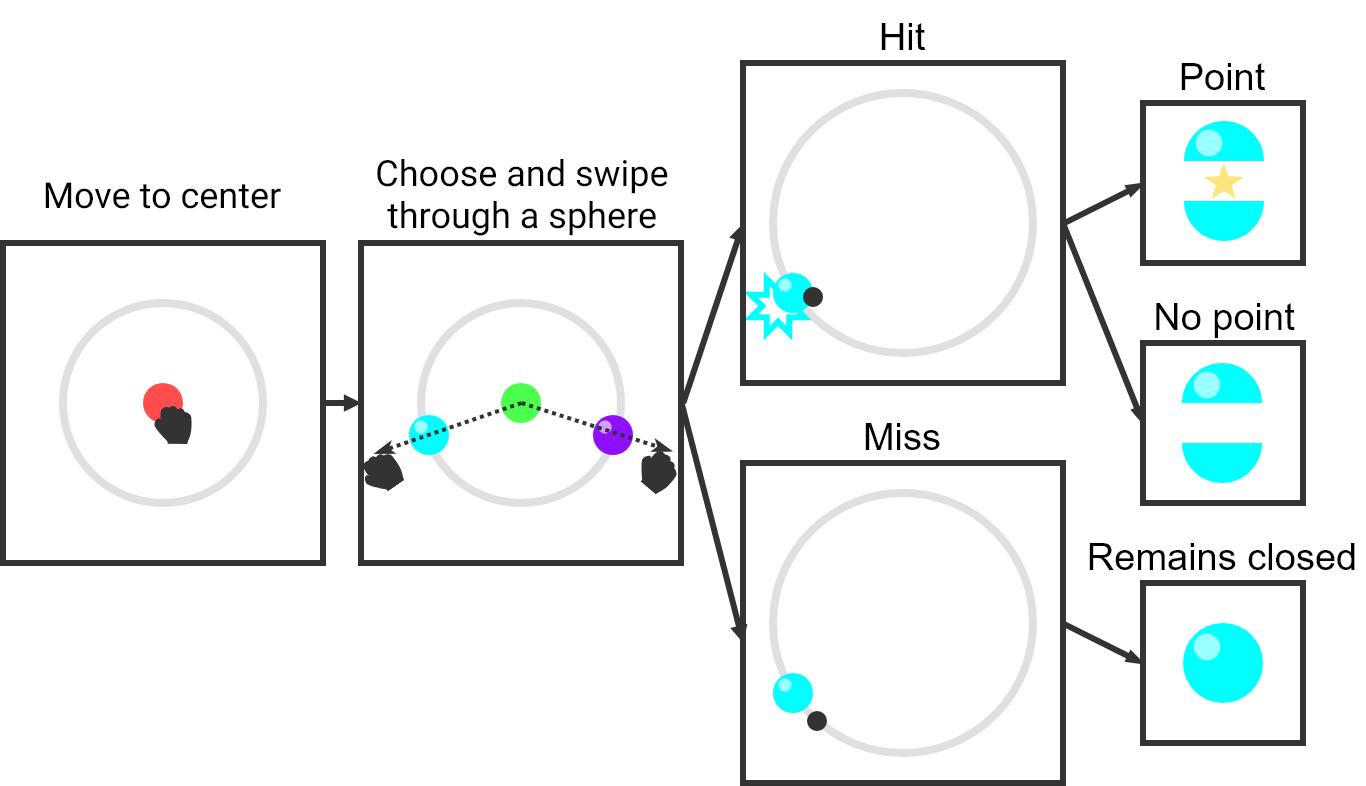 Move to center
Choose and swipe
through a sphere
Hit
Miss
Point
No point
Remains closed